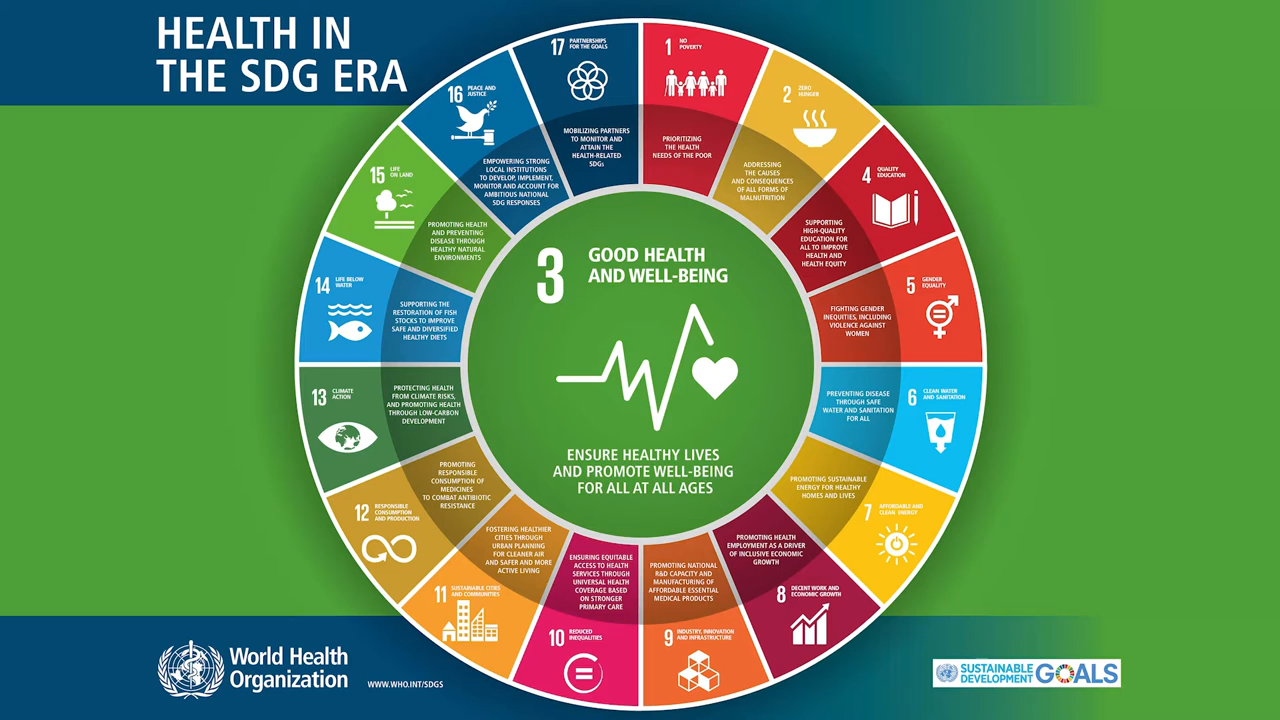 HEALTH IN
THE SDG ERA
3
GOOD HEALTH
AND WELL-BEING
ENSURE HEALTHY LIVES
AND PROMOTE WELL-BEING
FOR ALL AT ALL AGES
1
NO
POVERTY
PRIORITIZING
THE HEALTH
NEEDS OF THE POOR
2
ZERO
HUNGER
ADDRESSING
THE CAUSES
AND CONSEQUENCES
OF ALL FORMS OF
MALNUTRITION
4
QUALITY
EDUCATION
SUPPORTING
HIGH-QUALITY
EDUCATION FOR
ALL TO IMPROVE
HEALTH AND
HEALTH EQUITY
5
GENDER
EQUALITY
FIGHTING GENDER
INEQUITIES, INCLUDING
VIOLENCE AGAINST
WOMEN
6
CLEAN WATER
AND SANITATION
PREVENTING DISEASE
THROUGH SAFE
WATER AND SANITATION
FOR ALL
7
AFFORDABLE AND
CLEAN ENERGY
PROMOTING SUSTAINABLE
ENERGY FOR HEALTHY
HOMES AND LIVES
8
DECENT WORK AND
ECONOMIC GROWTH
PROMOTING HEALTH
EMPLOYMENT AS A DRIVER
OF INCLUSIVE ECONOMIC
GROWTH
9
INDUSTRY, INNOVATION
AND INFRASTRUCTURE
PROMOTING NATIONAL
R&D CAPACITY AND
MANUFACTURING OF
AFFORDABLE ESSENTIAL
MEDICAL PRODUCTS
10
REDUCED
INEQUALITIES
ENSURING EQUITABLE
ACCESS TO HEALTH
SERVICES THROUGH
UNIVERSAL HEALTH
COVERAGE BASED
ON STRONGER
PRIMARY CARE
11
SUSTAINABLE CITIES
AND COMMUNITIES
FOSTERING HEALTHIER
CITIES THROUGH
URBAN PLANNING
FOR CLEANER AIR
AND SAFER AND MORE
ACTIVE LIVING
12
RESPONSIBLE
CONSUMPTION
AND PRODUCTION
PROMOTING
RESPONSIBLE
CONSUMPTION OF
MEDICINES
TO COMBAT ANTIBIOTIC
RESISTANCE
13
CLIMATE
ACTION
PROTECTING HEALTH
FROM CLIMATE RISKS,
AND PROMOTING HEALTH
THROUGH LOW-CARBON
DEVELOPMENT
14
LIFE BELOW
WATER
SUPPORTING THE
RESTORATION OF FISH
STOCKS TO IMPROVE
SAFE AND DIVERSIFIED
HEALTHY DIETS
15
LIFE
ON LAND
PROMOTING HEALTH
AND PREVENTING
DISEASE THROUGH
HEALTHY NATURAL
ENVIRONMENTS
16
PEACE AND
JUSTICE
EMPOWERING STRONG
LOCAL INSTITUTIONS
TO DEVELOP, IMPLEMENT,
MONITOR AND ACCOUNT FOR
AMBITIOUS NATIONAL
SDG RESPONSES
17
PARTNERSHIPS
FOR THE GOALS
MOBILIZING PARTNERS
TO MONITOR AND
ATTAIN THE
HEALTH-RELATED
SDGs
World Health
Organization
WWW.WHO.INT/SDGS
SUSTAINABLE
DEVELOPMENT
GOALS